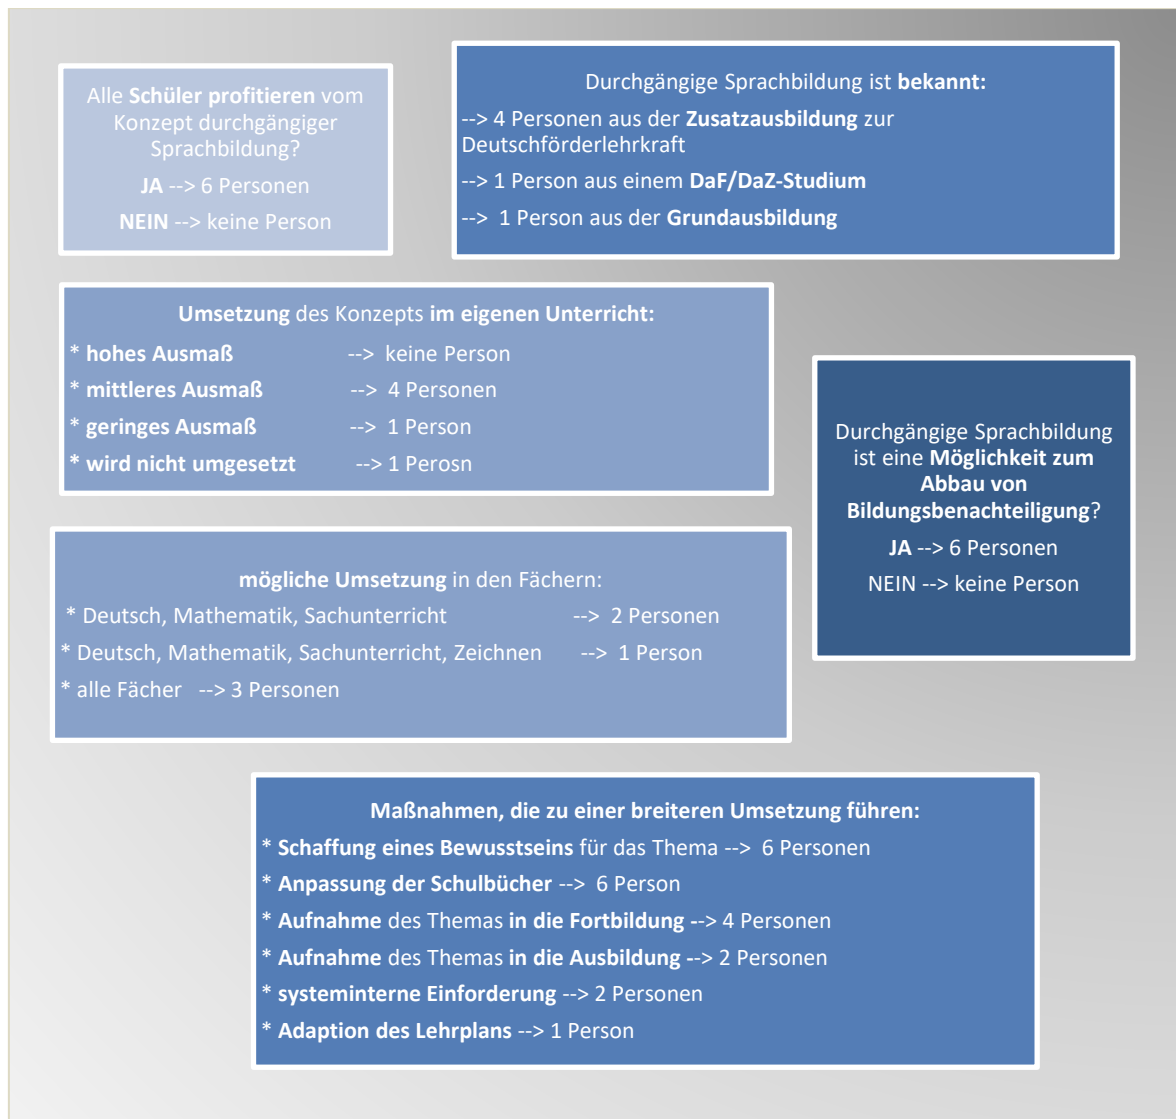 Alle Schüler profitieren vom
Konzept durchgängiger
Sprachbildung?
JA --> 6 Personen
NEIN --> keine Person
Durchgängige Sprachbildung ist bekannt:
--> 4 Personen aus der Zusatzausbildung zur
Deutschförderlehrkraft
--> 1 Person aus einem DaF/DaZ-Studium
--> 1 Person aus der Grundausbildung
Umsetzung des Konzepts im eigenen Unterricht:
* hohes Ausmaß --> keine Person
* mittleres Ausmaß --> 4 Personen
* geringes Ausmaß --> 1 Person
* wird nicht umgesetzt --> 1 Perosn
Durchgängige Sprachbildung
ist eine Möglichkeit zum
Abbau von
Bildungsbenachteiligung?
JA --> 6 Personen
NEIN --> keine Person
mögliche Umsetzung in den Fächern:
* Deutsch, Mathematik, Sachunterricht --> 2 Personen
* Deutsch, Mathematik, Sachunterricht, Zeichnen --> 1 Person
* alle Fächer --> 3 Personen
Maßnahmen, die zu einer breiteren Umsetzung führen:
* Schaffung eines Bewusstseins für das Thema --> 6 Personen
* Anpassung der Schulbücher --> 6 Person
* Aufnahme des Themas in die Fortbildung --> 4 Personen
* Aufnahme des Themas in die Ausbildung --> 2 Personen
* systeminterne Einforderung --> 2 Personen
* Adaption des Lehrplans --> 1 Person